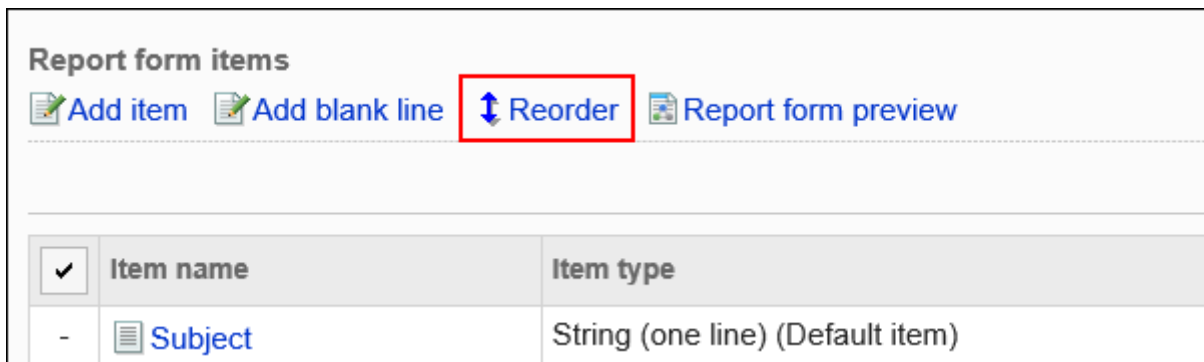 Report form items
Add item Add blank line Reorder Report form preview
Item name Item type
- Subject String (one line) (Default item)